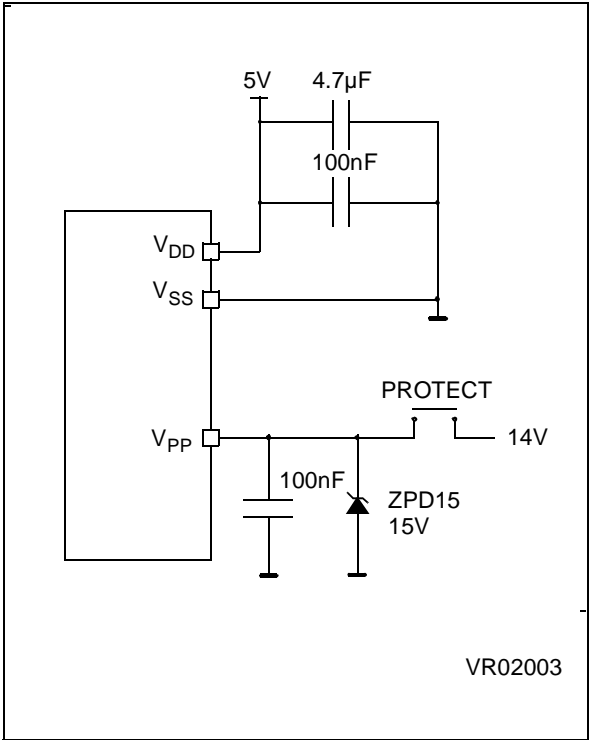 5V 4.7µF
100nF
VDD
VSS
PROTECT
VPP 14V
100nF ZPD15
15V
VR02003